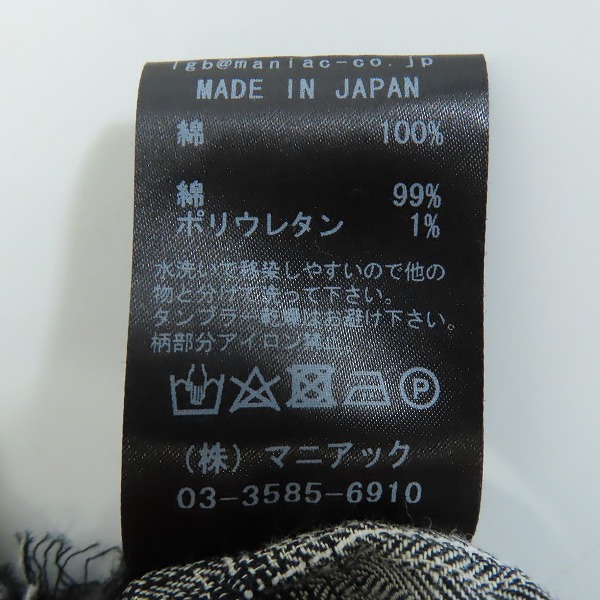 lgb@maniac-co.jp
MADE IN JAPAN
綿 100%
綿 99%
ポリウレタン 1%
水洗いで移染しやすいので他の
物と分けて洗って下さい。
タンブラー乾燥はお避け下さい。
柄部分アイロン禁止
P
(株) マニアック
03-3585-6910